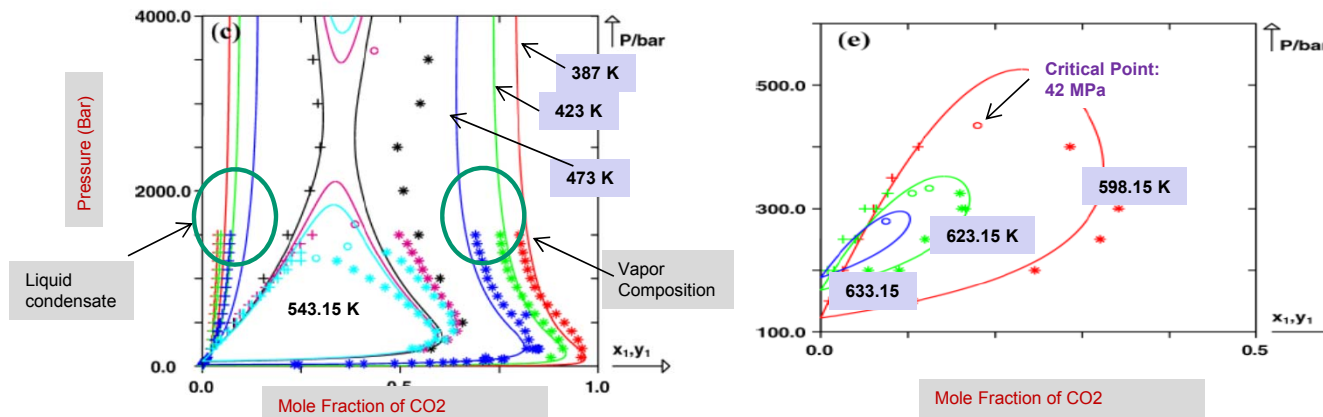 4000.0
(c)
P/bar
387 K
423 K
473 K
2000.0
Pressure (Bar)
Liquid
condensate
Vapor
Composition
543.15 K
0.0
x₁,y₁
0.0
0.5
1.0
Mole Fraction of CO2
(e)
P/bar
Critical Point:
42 MPa
500.0
300.0
598.15 K
623.15 K
633.15
100.0
x₁,y₁
0.0
0.5
Mole Fraction of CO2